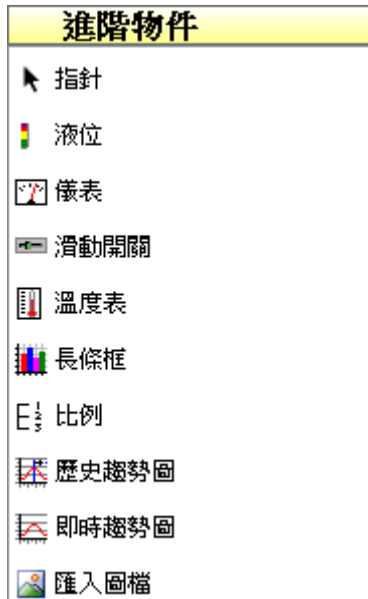 進階物件
指針
液位
儀表
滑動開關
溫度表
長條框
比例
歷史趨勢圖
即時趨勢圖
匯入圖檔